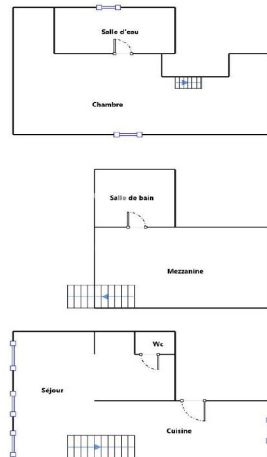 Salle d'eau
Chambre
Salle de bain
Mezzanine
Wc
Séjour
Cuisine